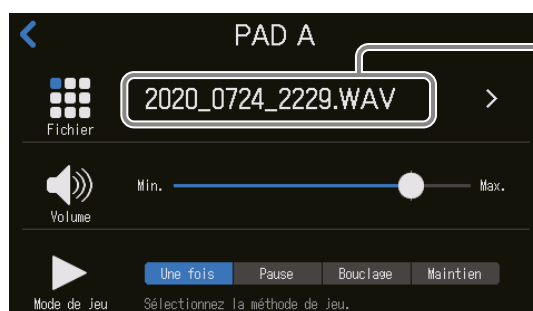 PAD A
2020_0724_2229.WAV
Fichier
Min. Max.
Volume
Une fois Pause Bouclage Maintien
Mode de jeu Sélectionnez la méthode de jeu.